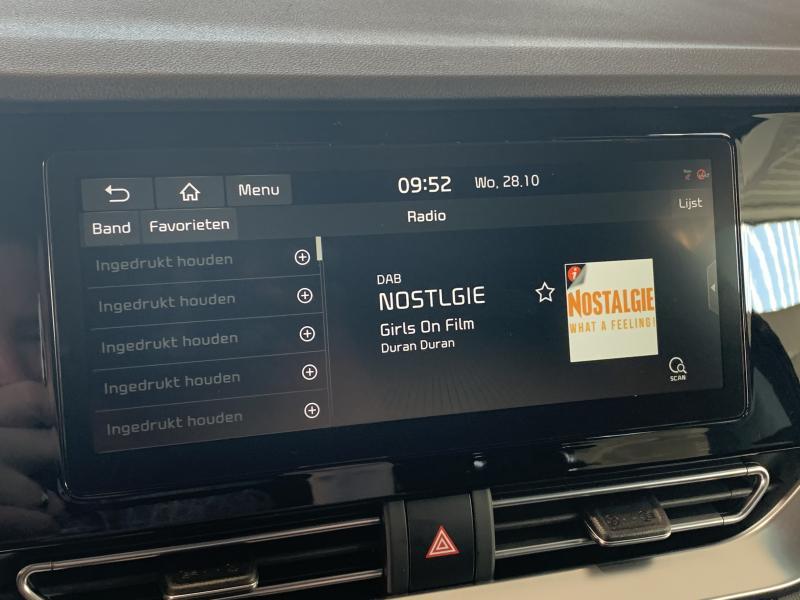 Menu
09:52
Wo, 28.10
Band
Favorieten
Radio
Lijst
Ingedrukt houden
Ingedrukt houden
Ingedrukt houden
Ingedrukt houden
Ingedrukt houden
DAB
NOSTLGIE
Girls On Film
Duran Duran
i
NOSTALGIE
WHAT A FEELING!
SCAN